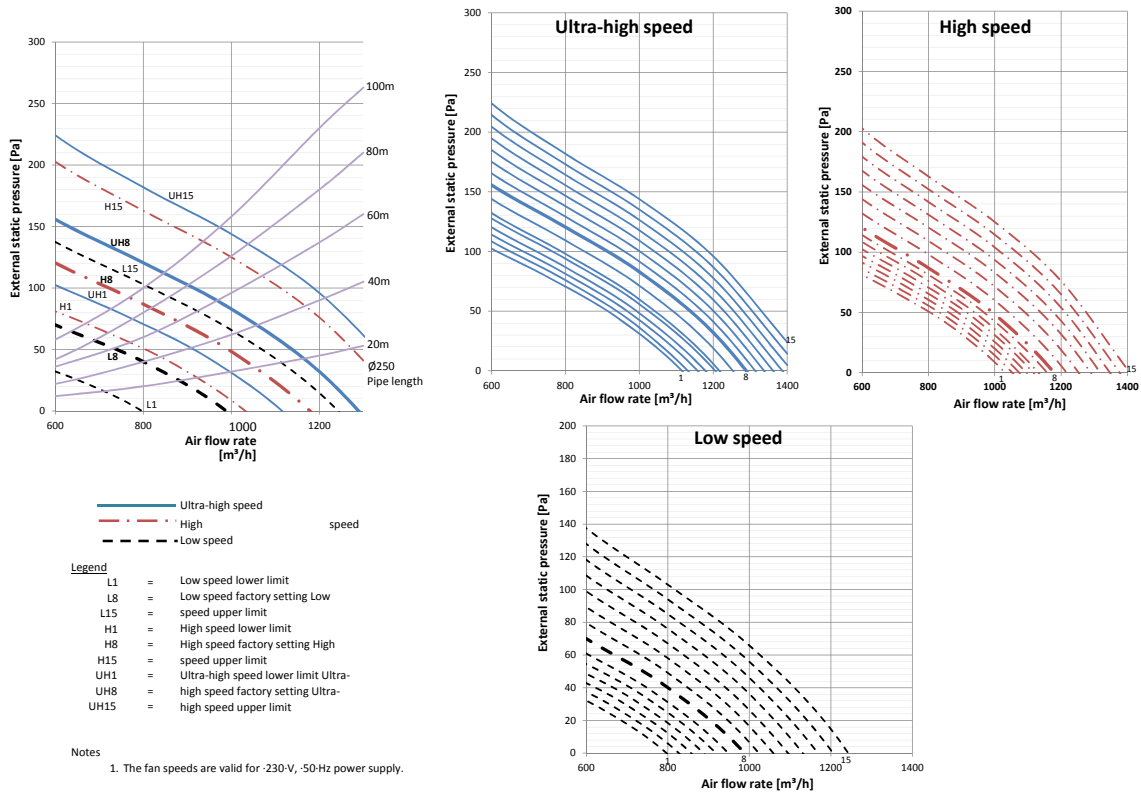 300
250
200
150
100
50
0
External static pressure [Pa]
600
800
1000
1200
Air flow rate
[m³/h]
100m
80m
60m
40m
20m
Ø250
Pipe length
UH15
H15
UH8
L15
H8
UH1
H1
L8
L1
Ultra-high speed
300
250
200
150
100
50
0
External static pressure [Pa]
600
800
1000
1200
1400
1
8
15
Air flow rate [m³/h]
High speed
300
250
200
150
100
50
0
External static pressure [Pa]
600
800
1000
1200
1400
1
8
15
Air flow rate [m³/h]
Low speed
200
180
160
140
120
100
80
60
40
20
0
External static pressure [Pa]
600
800
1000
1200
1400
1
8
15
Air flow rate [m³/h]
Ultra-high speed
High speed
Low speed
Legend
L1 = Low speed lower limit
L8 = Low speed factory setting Low
L15 = speed upper limit
H1 = High speed lower limit
H8 = High speed factory setting High
H15 = speed upper limit
UH1 = Ultra-high speed lower limit Ultra-
UH8 = high speed factory setting Ultra-
UH15 = high speed upper limit
Notes
1. The fan speeds are valid for ·230·V, ·50·Hz power supply.